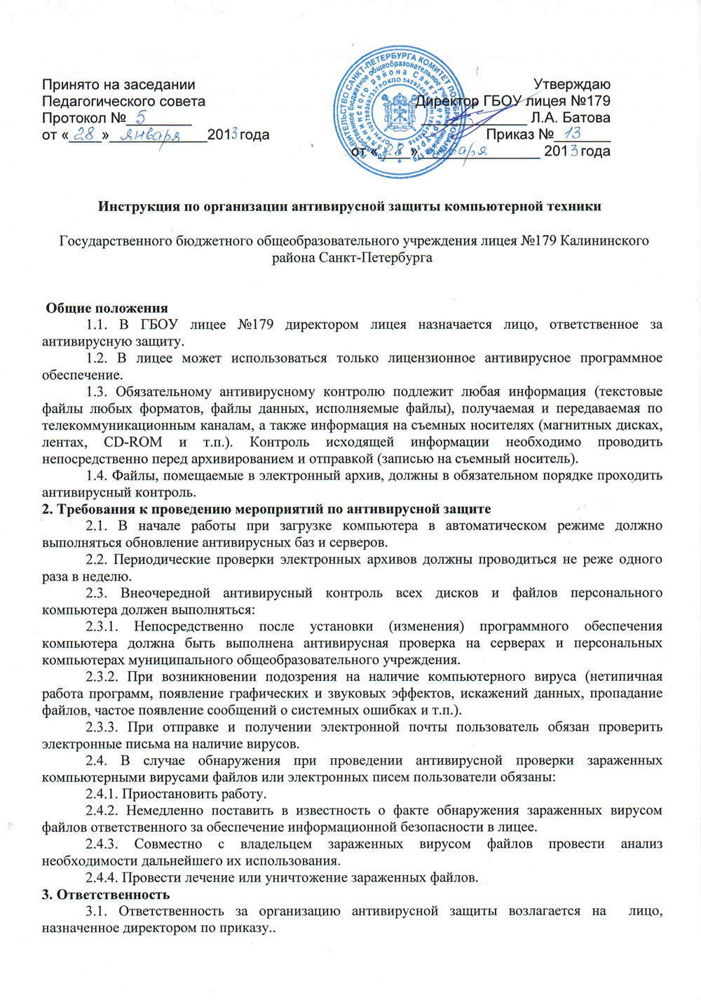 Принято на заседании
Педагогического совета
Протокол № 5
от «28» января 2013 года
Утверждаю
Директор ГБОУ лицея №179
Л.А. Батова
Приказ № 13
от «28» января 2013 года
ПРАВИТЕЛЬСТВО САНКТ-ПЕТЕРБУРГА КОМИТЕТ ПО ОБРАЗОВАНИЮ
Инструкция по организации антивирусной защиты компьютерной техники
Государственного бюджетного общеобразовательного учреждения лицея №179 Калининского
района Санкт-Петербурга
Общие положения
1.1. В ГБОУ лицее №179 директором лицея назначается лицо, ответственное за
антивирусную защиту.
1.2. В лицее может использоваться только лицензионное антивирусное программное
обеспечение.
1.3. Обязательному антивирусному контролю подлежит любая информация (текстовые
файлы любых форматов, файлы данных, исполняемые файлы), получаемая и передаваемая по
телекоммуникационным каналам, а также информация на съемных носителях (магнитных дисках,
лентах, CD-ROM и т.п.). Контроль исходящей информации необходимо проводить
непосредственно перед архивированием и отправкой (записью на съемный носитель).
1.4. Файлы, помещаемые в электронный архив, должны в обязательном порядке проходить
антивирусный контроль.
2. Требования к проведению мероприятий по антивирусной защите
2.1. В начале работы при загрузке компьютера в автоматическом режиме должно
выполняться обновление антивирусных баз и серверов.
2.2. Периодические проверки электронных архивов должны проводиться не реже одного
раза в неделю.
2.3. Внеочередной антивирусный контроль всех дисков и файлов персонального
компьютера должен выполняться:
2.3.1. Непосредственно после установки (изменения) программного обеспечения
компьютера должна быть выполнена антивирусная проверка на серверах и персональных
компьютерах муниципального общеобразовательного учреждения.
2.3.2. При возникновении подозрения на наличие компьютерного вируса (нетипичная
работа программ, появление графических и звуковых эффектов, искажений данных, пропадание
файлов, частое появление сообщений о системных ошибках и т.п.).
2.3.3. При отправке и получении электронной почты пользователь обязан проверить
электронные письма на наличие вирусов.
2.4. В случае обнаружения при проведении антивирусной проверки зараженных
компьютерными вирусами файлов или электронных писем пользователи обязаны:
2.4.1. Приостановить работу.
2.4.2. Немедленно поставить в известность о факте обнаружения зараженных вирусом
файлов ответственного за обеспечение информационной безопасности в лицее.
2.4.3. Совместно с владельцем зараженных вирусом файлов провести анализ
необходимости дальнейшего их использования.
2.4.4. Провести лечение или уничтожение зараженных файлов.
3. Ответственность
3.1. Ответственность за организацию антивирусной защиты возлагается на лицо,
назначенное директором по приказу..